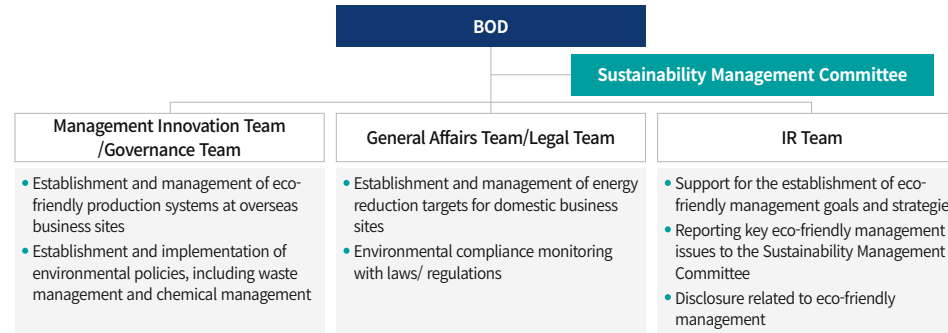 BOD
Sustainability Management Committee
Management Innovation Team
/Governance Team
• Establishment and management of eco-
friendly production systems at overseas
business sites
• Establishment and implementation of
environmental policies, including waste
management and chemical management
General Affairs Team/Legal Team
• Establishment and management of energy
reduction targets for domestic business
sites
• Environmental compliance monitoring
with laws/ regulations
IR Team
• Support for the establishment of eco-
friendly management goals and strategie
• Reporting key eco-friendly management
issues to the Sustainability Management
Committee
• Disclosure related to eco-friendly
management